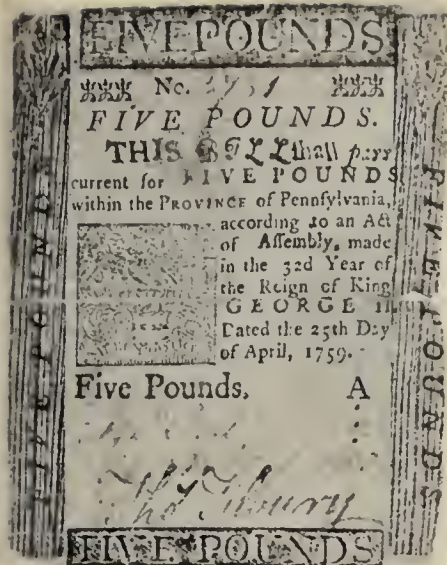 FIVE POUNDS
No.
FIVE POUNDS.
THIS BILL ſhall paſs
current for FIVE POUNDS
within the PROVINCE of Pennſylvania,
according to an Act
of Aſſembly, made
in the 32d Year of
the Reign of King
GEORGE II.
Dated the 25th Day
of April, 1759.
Five Pounds. A
FIVE POUNDS
FIVE POUNDS
FIVE POUNDS